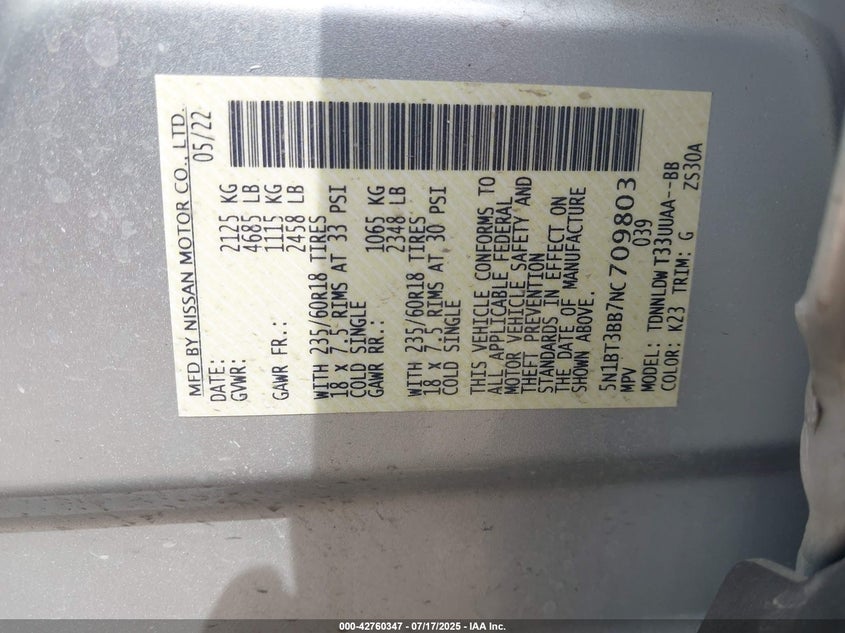 MFD BY NISSAN MOTOR CO., LTD.
DATE: 05/22
GVWR: 2125 KG
4685 LB
GAWR FR.: 1115 KG
2458 LB
WITH 235/60R18 TIRES
18 x 7.5 RIMS AT 33 PSI
COLD SINGLE
GAWR RR.: 1065 KG
2348 LB
WITH 235/60R18 TIRES
18 x 7.5 RIMS AT 30 PSI
COLD SINGLE
THIS VEHICLE CONFORMS TO
ALL APPLICABLE FEDERAL
MOTOR VEHICLE SAFETY AND
THEFT PREVENTION
STANDARDS IN EFFECT ON
THE DATE OF MANUFACTURE
SHOWN ABOVE.
5N1BT3BB7NC709803
MPV 039
MODEL: TDNNLDWT33UUAA--BB
COLOR: K23 TRIM: G ZS30A
000-42760347 - 07/17/2025 - IAA Inc.